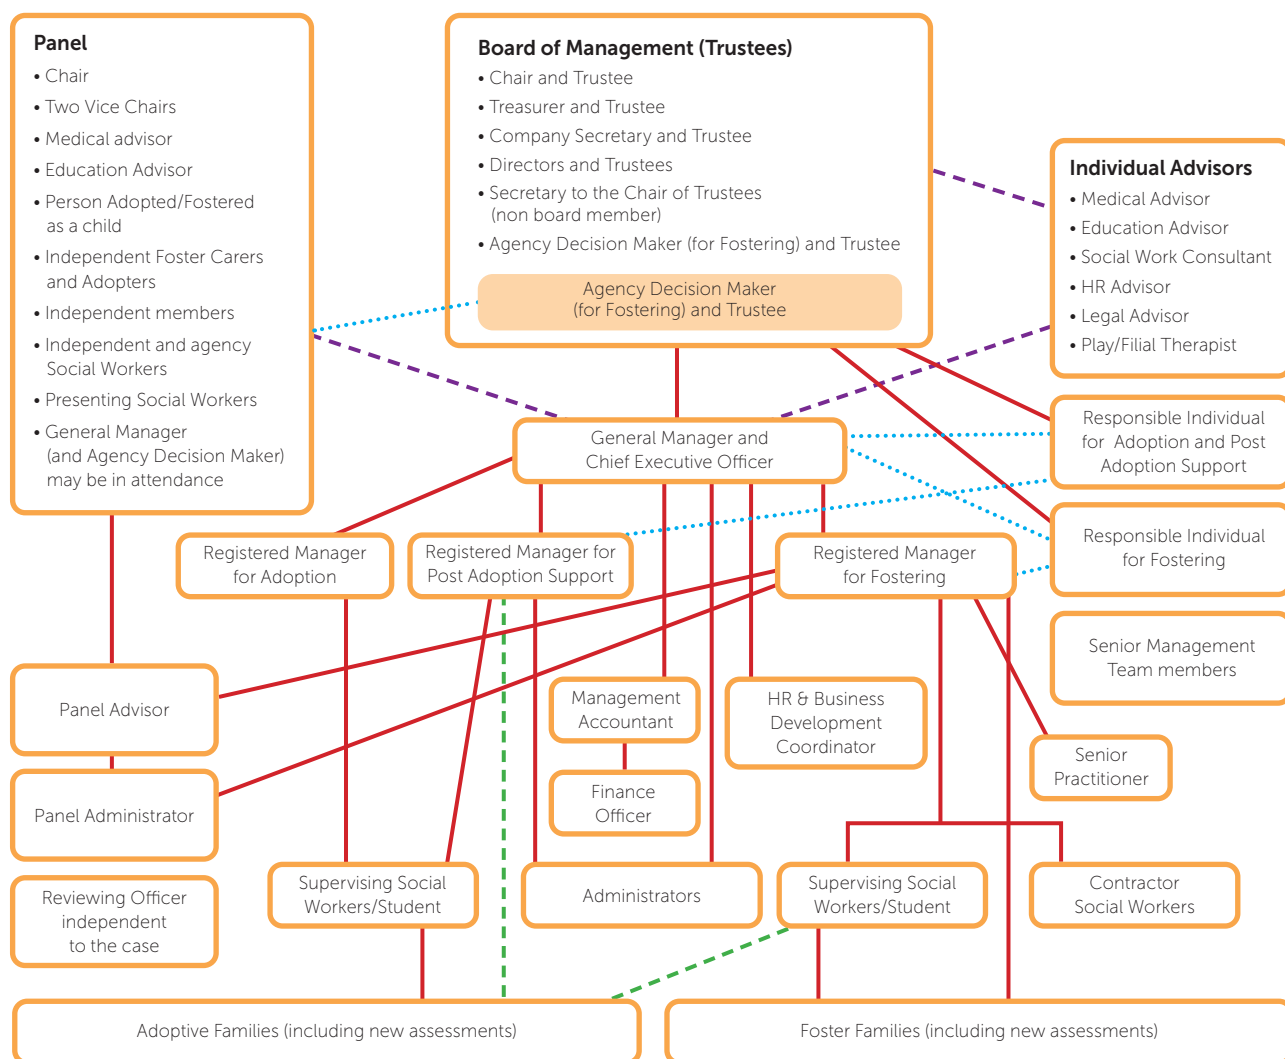 Panel
• Chair
• Two Vice Chairs
• Medical advisor
• Education Advisor
• Person Adopted/Fostered
as a child
• Independent Foster Carers
and Adopters
• Independent members
• Independent and agency
Social Workers
• Presenting Social Workers
• General Manager
(and Agency Decision Maker)
may be in attendance
Board of Management (Trustees)
• Chair and Trustee
• Treasurer and Trustee
• Company Secretary and Trustee
• Directors and Trustees
• Secretary to the Chair of Trustees
(non board member)
• Agency Decision Maker (for Fostering) and Trustee
Agency Decision Maker
(for Fostering) and Trustee
Individual Advisors
• Medical Advisor
• Education Advisor
• Social Work Consultant
• HR Advisor
• Legal Advisor
• Play/Filial Therapist
General Manager and
Chief Executive Officer
Responsible Individual
for Adoption and Post
Adoption Support
Registered Manager
for Adoption
Registered Manager for
Post Adoption Support
Registered Manager
for Fostering
Responsible Individual
for Fostering
Senior Management
Team members
Panel Advisor
Management
Accountant
HR & Business
Development
Coordinator
Senior
Practitioner
Panel Administrator
Finance
Officer
Reviewing Officer
independent
to the case
Supervising Social
Workers/Student
Administrators
Supervising Social
Workers/Student
Contractor
Social Workers
Adoptive Families (including new assessments)
Foster Families (including new assessments)